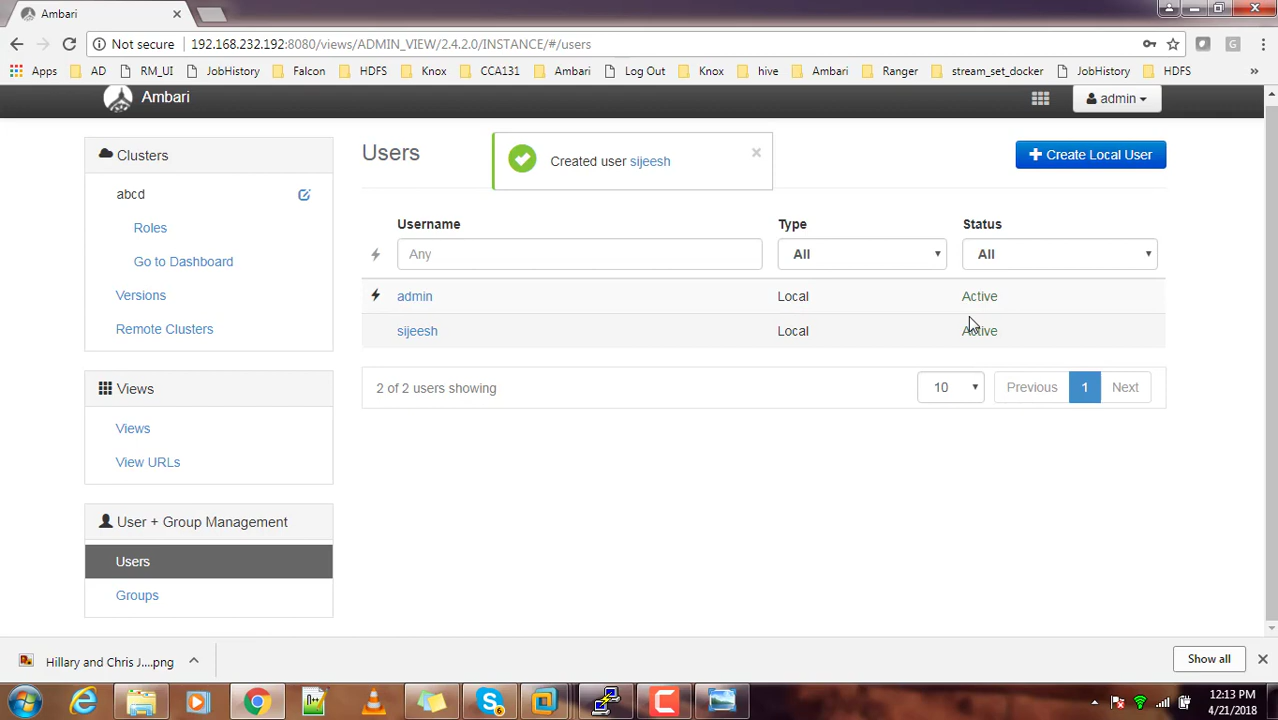 Ambari
Not secure 192.168.232.192:8080/views/ADMIN_VIEW/2.4.2.0/INSTANCE/#/users
Apps AD RM_UI JobHistory Falcon HDFS Knox CCA131 Ambari Log Out Knox hive Ambari Ranger stream_set_docker JobHistory HDFS »
Ambari admin
Clusters
abcd
Roles
Go to Dashboard
Versions
Remote Clusters
Views
Views
View URLs
User + Group Management
Users
Groups
Users
Created user sijeesh ×
+ Create Local User
Username Type Status
Any All All
admin Local Active
sijeesh Local Active
2 of 2 users showing 10 Previous 1 Next
Hillary and Chris J....png Show all
12:13 PM
4/21/2018